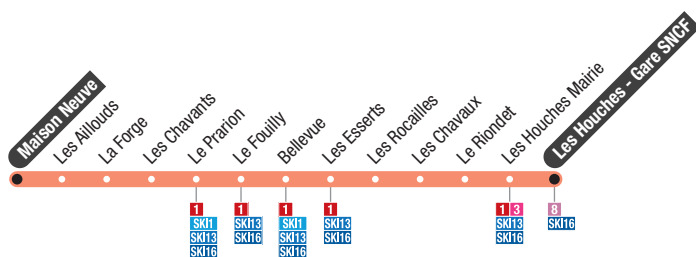 Maison Neuve
Les Aillouds
La Forge
Les Chavants
Le Prarion
Le Fouilly
Bellevue
Les Esserts
Les Rocailles
Les Chavaux
Le Riondet
Les Houches Mairie
Les Houches - Gare SNCF
1
SKI1
SKI13
SKI16
1
SKI13
SKI16
1
SKI1
SKI13
SKI16
1
SKI13
SKI16
1 3
SKI13
SKI16
8
SKI16